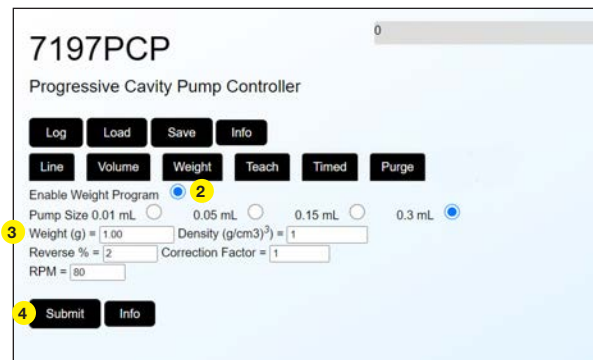 0
7197PCP
Progressive Cavity Pump Controller
Log Load Save Info
Line Volume Weight Teach Timed Purge
Enable Weight Program 2
Pump Size 0.01 mL 0.05 mL 0.15 mL 0.3 mL
3 Weight (g) = 1.00 Density (g/cm3)³) = 1
Reverse % = 2 Correction Factor = 1
RPM = 80
4 Submit Info